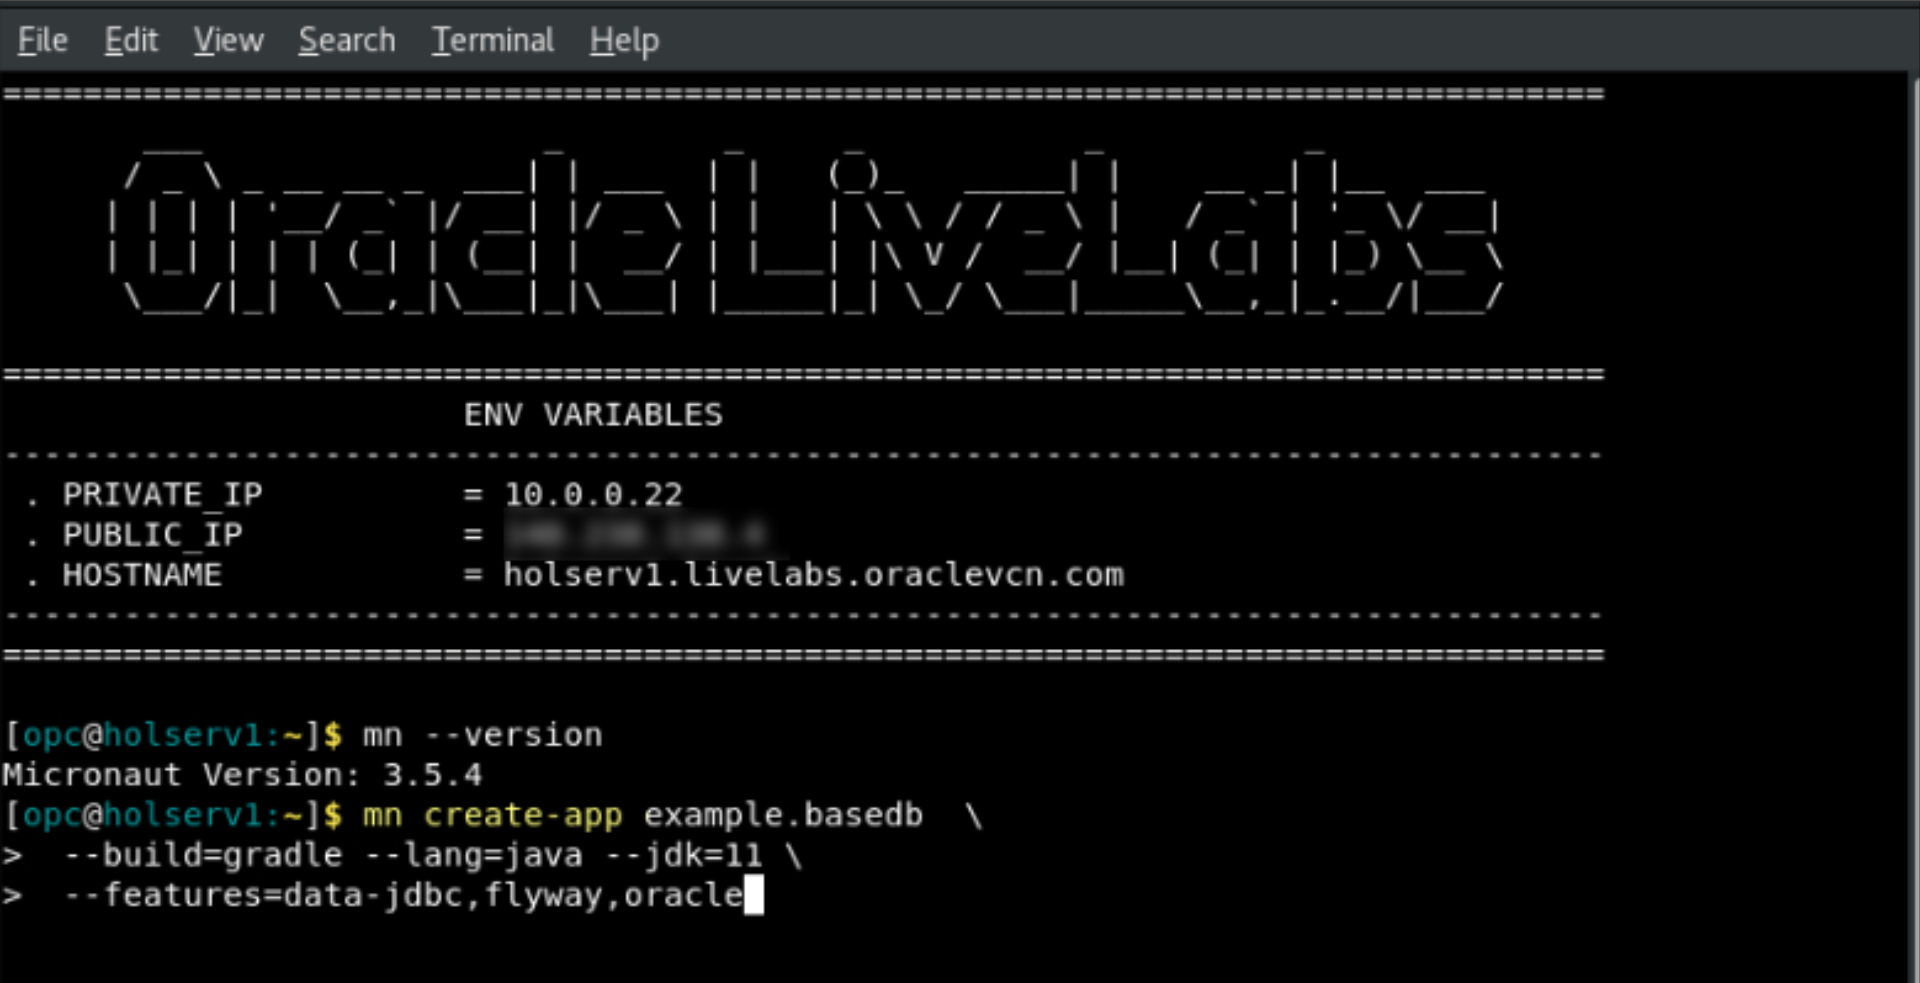 File Edit View Search Terminal Help
================================================================================
Oracle LiveLabs
================================================================================
ENV VARIABLES
--------------------------------------------------------------------------------
. PRIVATE_IP = 10.0.0.22
. PUBLIC_IP =
. HOSTNAME = holserv1.livelabs.oraclevcn.com
--------------------------------------------------------------------------------
================================================================================
[opc@holserv1:~]$ mn --version
Micronaut Version: 3.5.4
[opc@holserv1:~]$ mn create-app example.basedb \
> --build=gradle --lang=java --jdk=11 \
> --features=data-jdbc,flyway,oracle